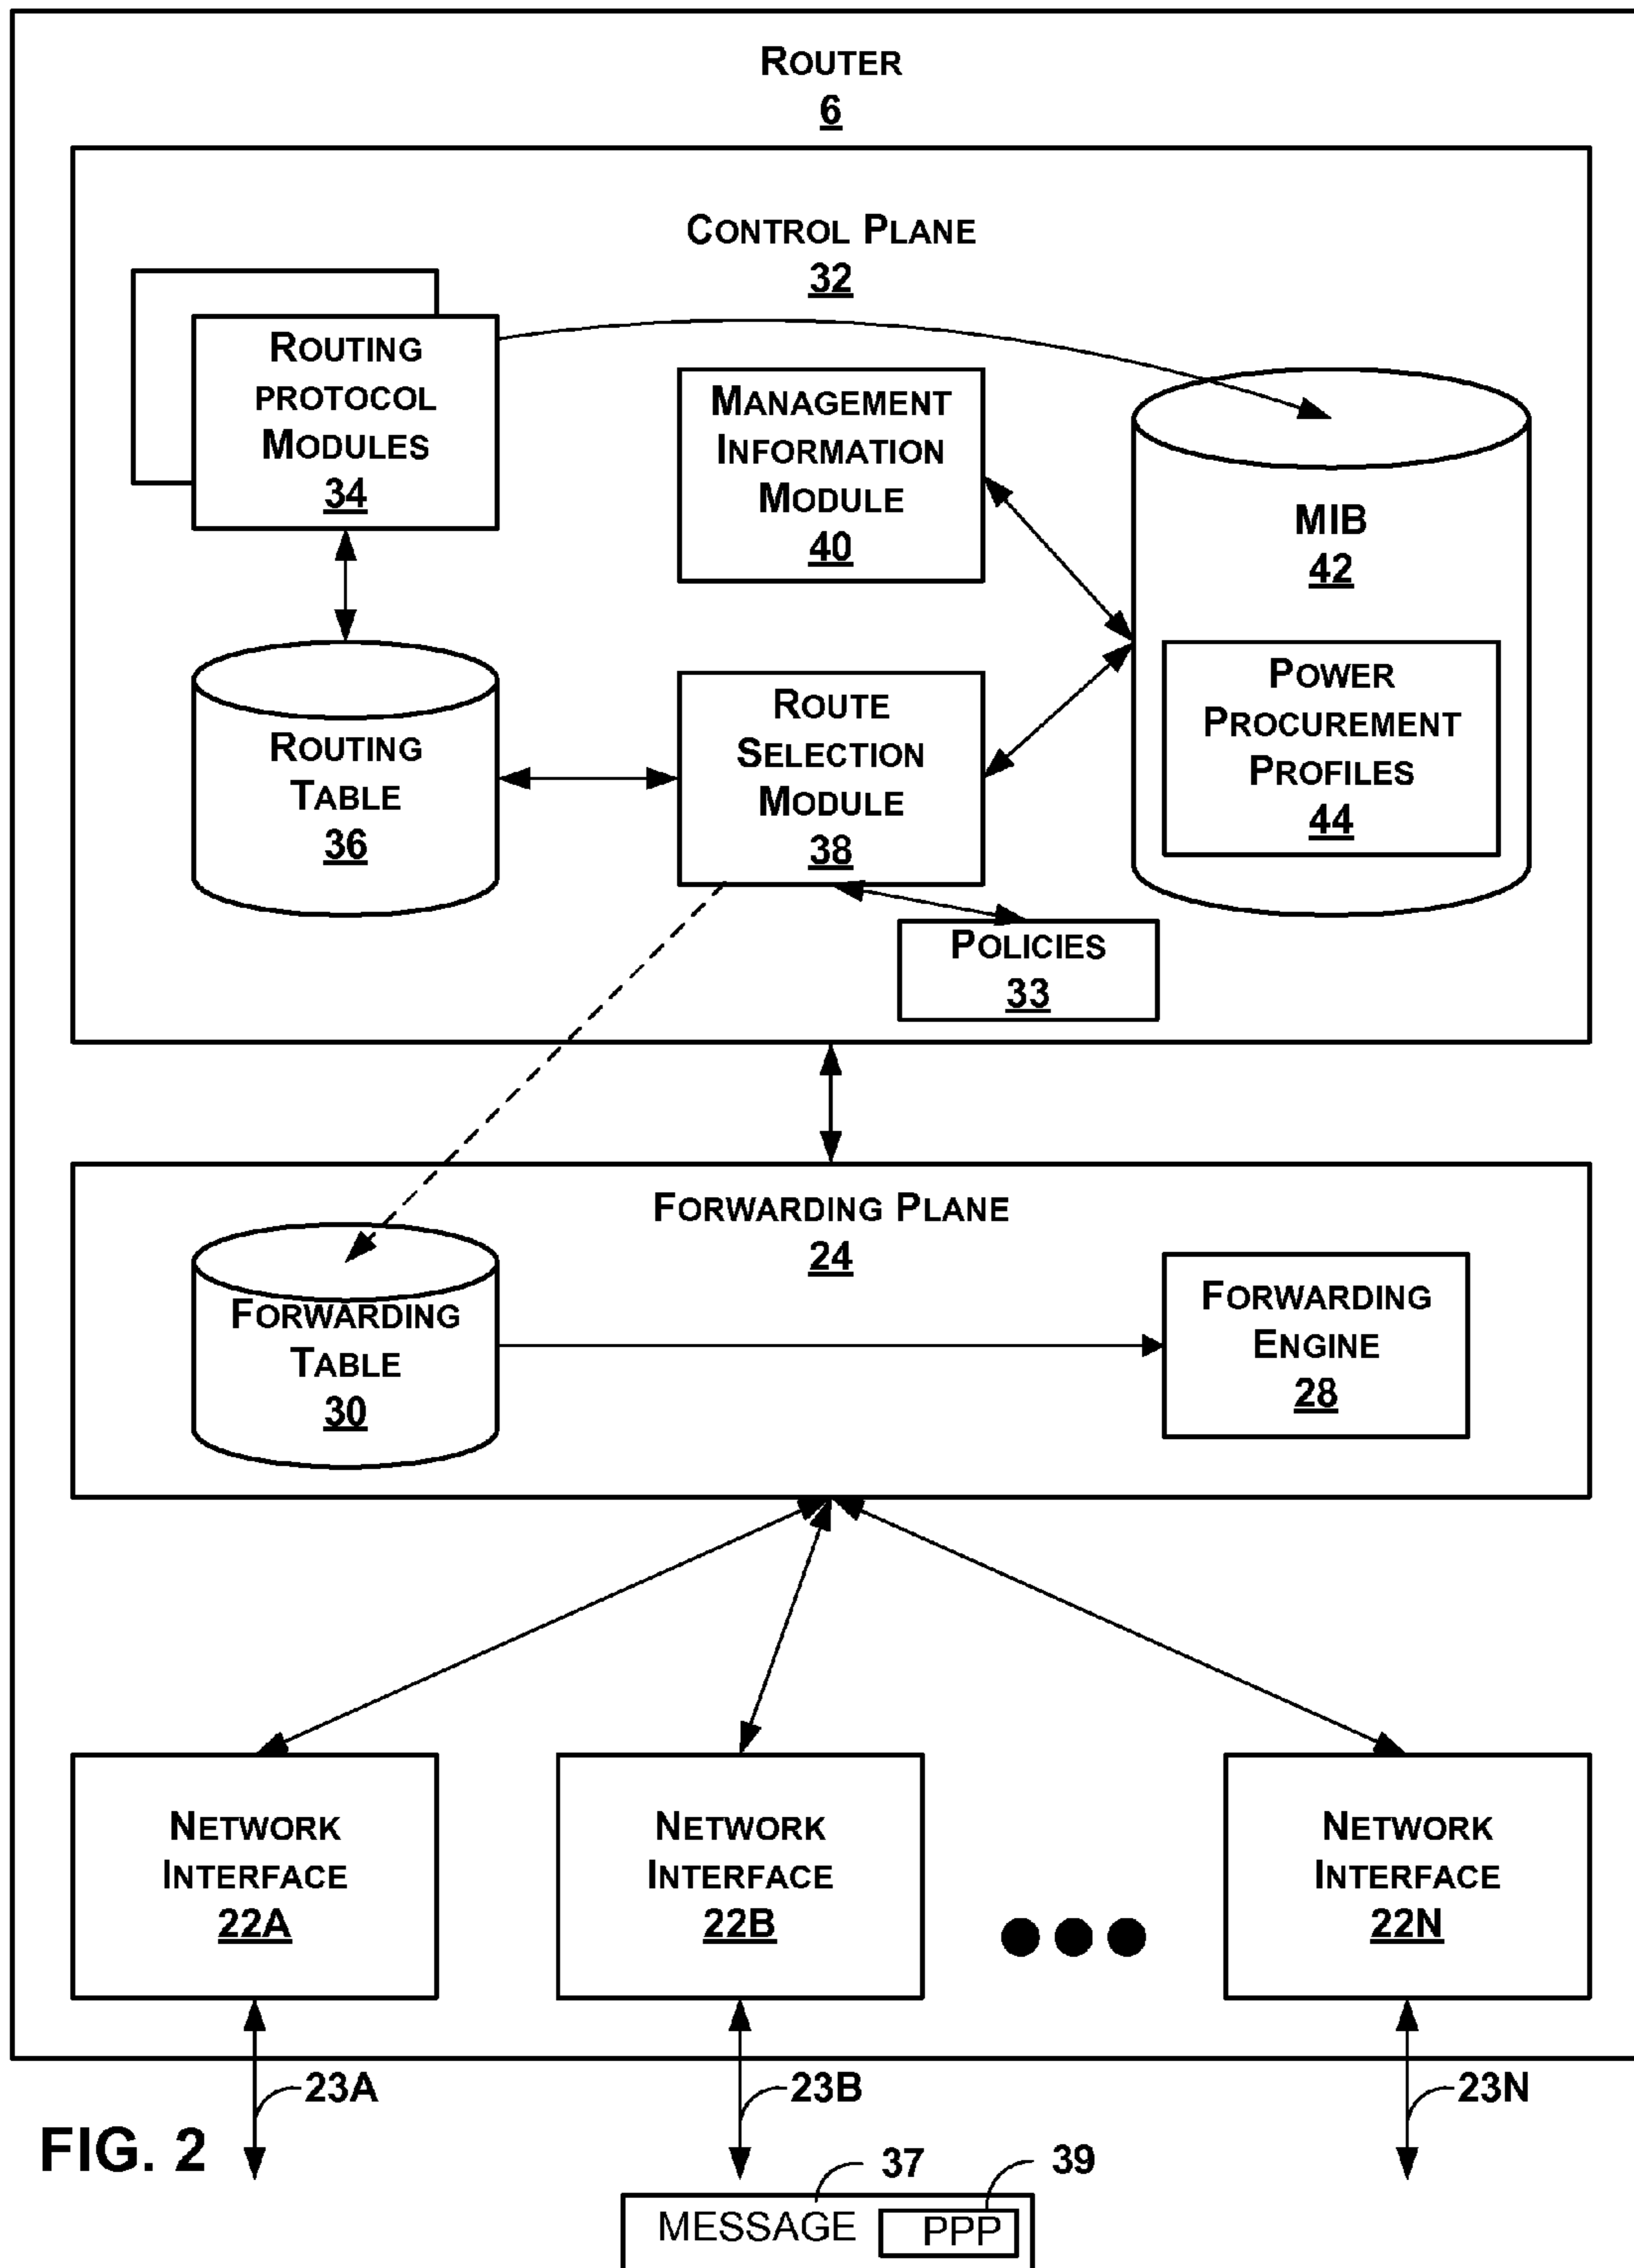 ROUTER
6
CONTROL PLANE
32
ROUTING
PROTOCOL
MODULES
34
MANAGEMENT
INFORMATION
MODULE
40
MIB
42
POWER
PROCUREMENT
PROFILES
44
ROUTING
TABLE
36
ROUTE
SELECTION
MODULE
38
POLICIES
33
FORWARDING PLANE
24
FORWARDING
TABLE
30
FORWARDING
ENGINE
28
NETWORK
INTERFACE
22A
NETWORK
INTERFACE
22B
NETWORK
INTERFACE
22N
23A
23B
23N
FIG. 2
37
39
MESSAGE
PPP